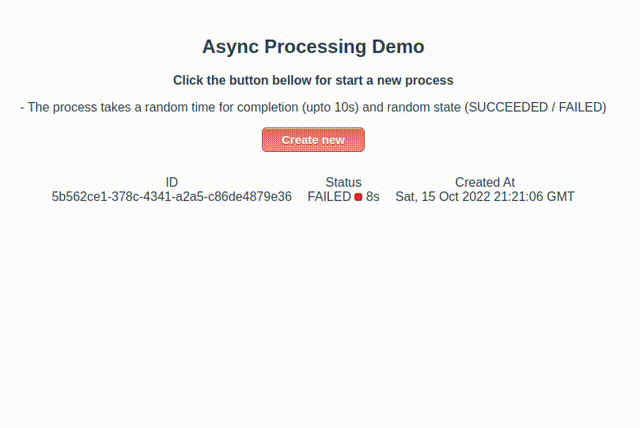 Async Processing Demo
Click the button bellow for start a new process
- The process takes a random time for completion (upto 10s) and random state (SUCCEEDED / FAILED)
Create new
ID Status Created At
5b562ce1-378c-4341-a2a5-c86de4879e36 FAILED 8s Sat, 15 Oct 2022 21:21:06 GMT